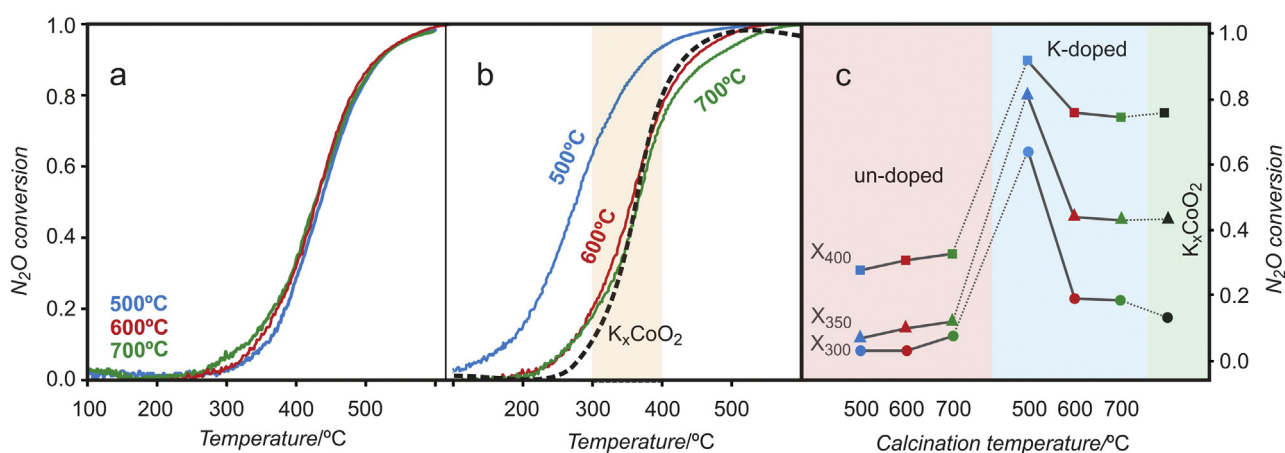 a
N2O conversion
1.0
0.8
0.6
0.4
0.2
0.0
500ºC
600ºC
700ºC
100 200 300 400 500
Temperature/ºC
b
500ºC
600ºC
700ºC
KxCoO2
200 300 400 500
Temperature/ºC
c
un-doped
K-doped
KxCoO2
X400
X350
X300
500 600 700 500 600 700
Calcination temperature/ºC
1.0
0.8
0.6
0.4
0.2
0.0
N2O conversion